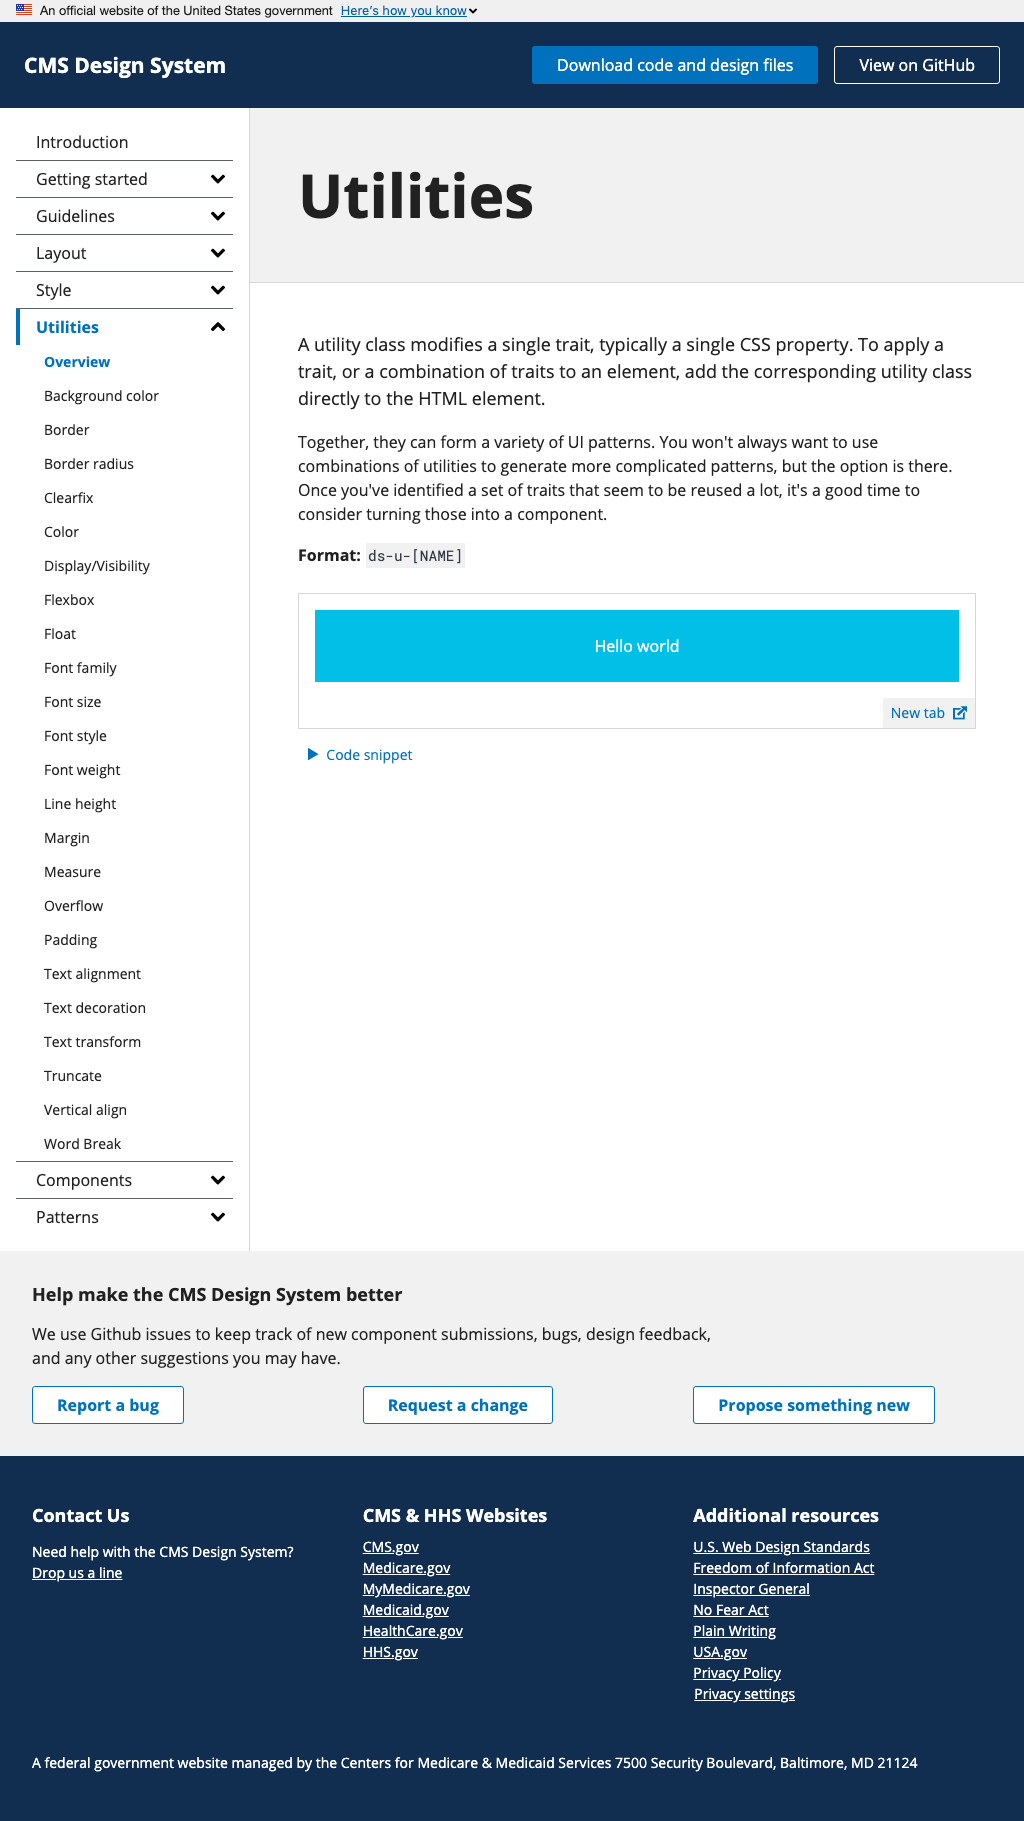 An official website of the United States government Here's how you know
CMS Design System
Download code and design files
View on GitHub
Introduction
Getting started
Guidelines
Layout
Style
Utilities
Overview
Background color
Border
Border radius
Clearfix
Color
Display/Visibility
Flexbox
Float
Font family
Font size
Font style
Font weight
Line height
Margin
Measure
Overflow
Padding
Text alignment
Text decoration
Text transform
Truncate
Vertical align
Word Break
Components
Patterns
Utilities
A utility class modifies a single trait, typically a single CSS property. To apply a
trait, or a combination of traits to an element, add the corresponding utility class
directly to the HTML element.
Together, they can form a variety of UI patterns. You won't always want to use
combinations of utilities to generate more complicated patterns, but the option is there.
Once you've identified a set of traits that seem to be reused a lot, it's a good time to
consider turning those into a component.
Format: ds-u-[NAME]
Hello world
New tab
Code snippet
Help make the CMS Design System better
We use Github issues to keep track of new component submissions, bugs, design feedback,
and any other suggestions you may have.
Report a bug
Request a change
Propose something new
Contact Us
Need help with the CMS Design System?
Drop us a line
CMS & HHS Websites
CMS.gov
Medicare.gov
MyMedicare.gov
Medicaid.gov
HealthCare.gov
HHS.gov
Additional resources
U.S. Web Design Standards
Freedom of Information Act
Inspector General
No Fear Act
Plain Writing
USA.gov
Privacy Policy
Privacy settings
A federal government website managed by the Centers for Medicare & Medicaid Services 7500 Security Boulevard, Baltimore, MD 21124